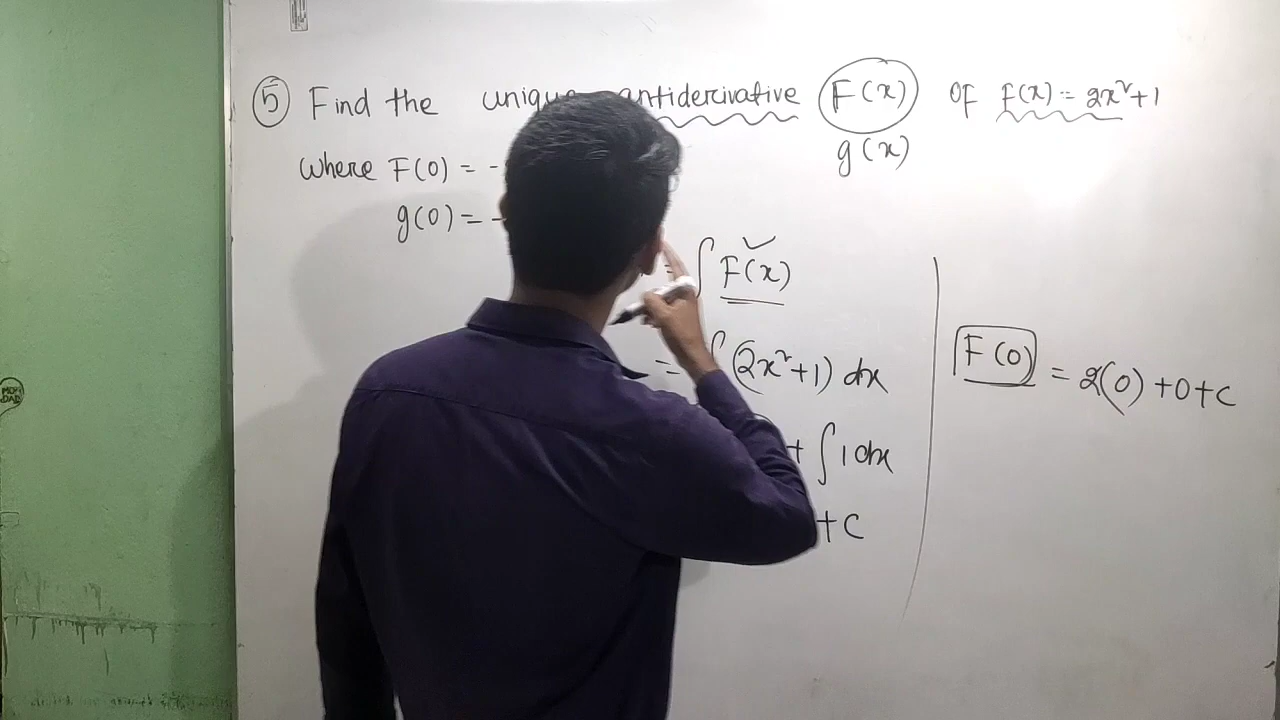 ⑤ Find the antiderivative F(x) of f(x) = 2x²+1
g(x)
where F(0) = -
g(0) = -
= ∫ F(x)
= ∫ (2x²+1) dx
+ ∫ 1 dx
+ C
F(0) = 2(0) +0+C